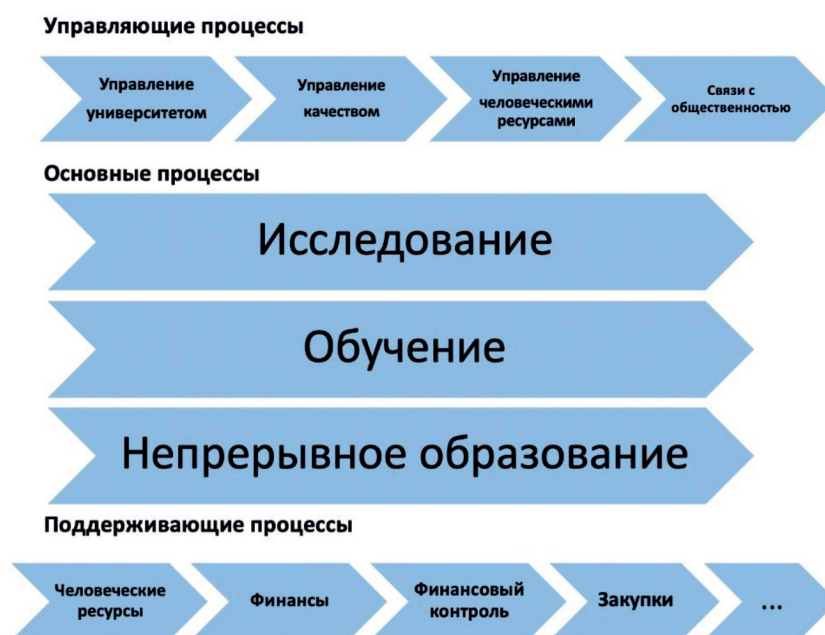 Управляющие процессы
Управление
университетом
Управление
качеством
Управление
человеческими
ресурсами
Связи с
общественностью
Основные процессы
Исследование
Обучение
Непрерывное образование
Поддерживающие процессы
Человеческие
ресурсы
Финансы
Финансовый
контроль
Закупки
...